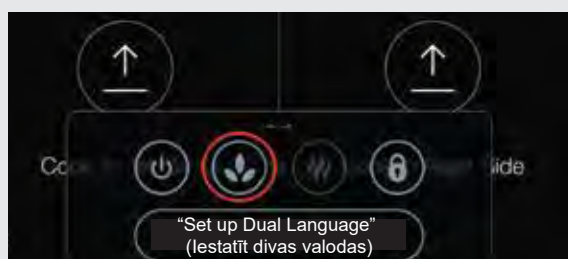 “Set up Dual Language”
(Iestatīt divas valodas)